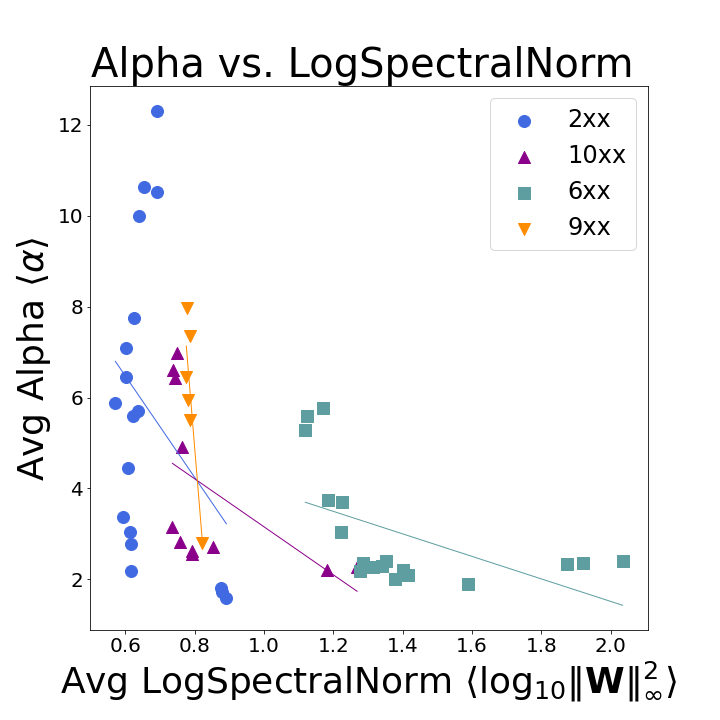 Alpha vs. LogSpectralNorm
2xx
10xx
6xx
9xx
Avg Alpha ⟨α⟩
12
10
8
6
4
2
0.6 0.8 1.0 1.2 1.4 1.6 1.8 2.0
Avg LogSpectralNorm ⟨log₁₀‖𝐖‖²∞⟩